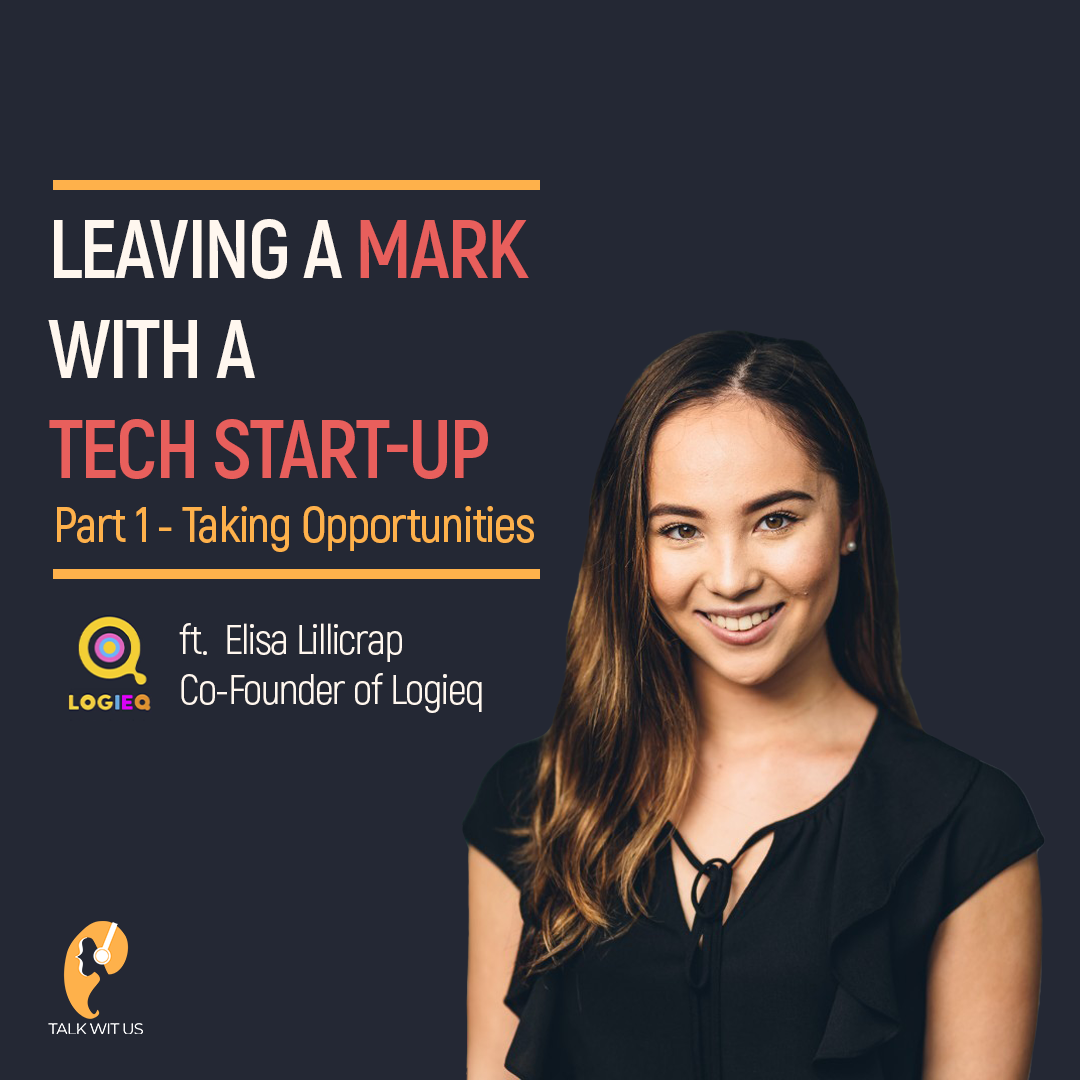 LEAVING A MARK
WITH A
TECH START-UP
Part 1 - Taking Opportunities
ft. Elisa Lillicrap
Co-Founder of Logieq
LOGIEQ
TALK WIT US